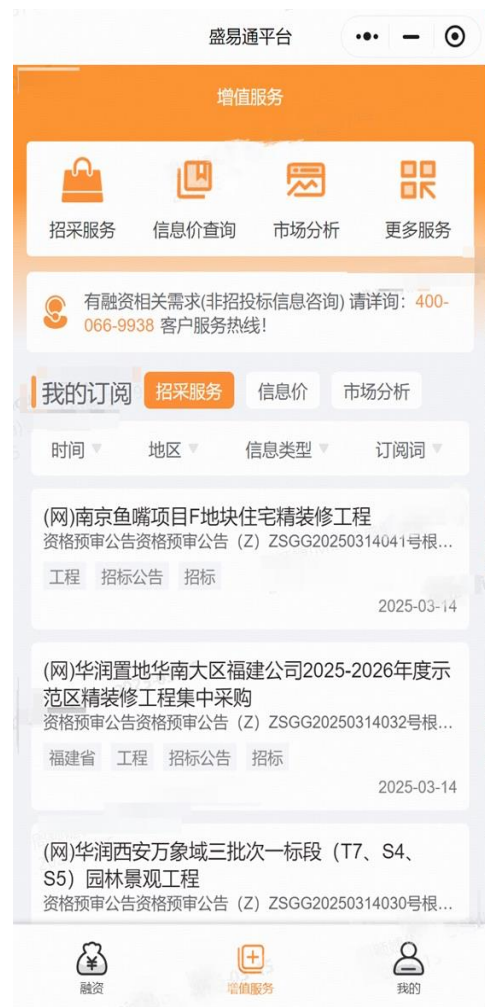 盛易通平台
增值服务
招采服务 信息价查询 市场分析 更多服务
有融资相关需求(非招投标信息咨询) 请详询：400-
066-9938 客户服务热线！
我的订阅 招采服务 信息价 市场分析
时间 地区 信息类型 订阅词
(网)南京鱼嘴项目F地块住宅精装修工程
资格预审公告资格预审公告（Z）ZSGG20250314041号根...
工程 招标公告 招标
2025-03-14
(网)华润置地华南大区福建公司2025-2026年度示
范区精装修工程集中采购
资格预审公告资格预审公告（Z）ZSGG20250314032号根...
福建省 工程 招标公告 招标
2025-03-14
(网)华润西安万象域三批次一标段（T7、S4、
S5）园林景观工程
资格预审公告资格预审公告（Z）ZSGG20250314030号根...
融资 增值服务 我的